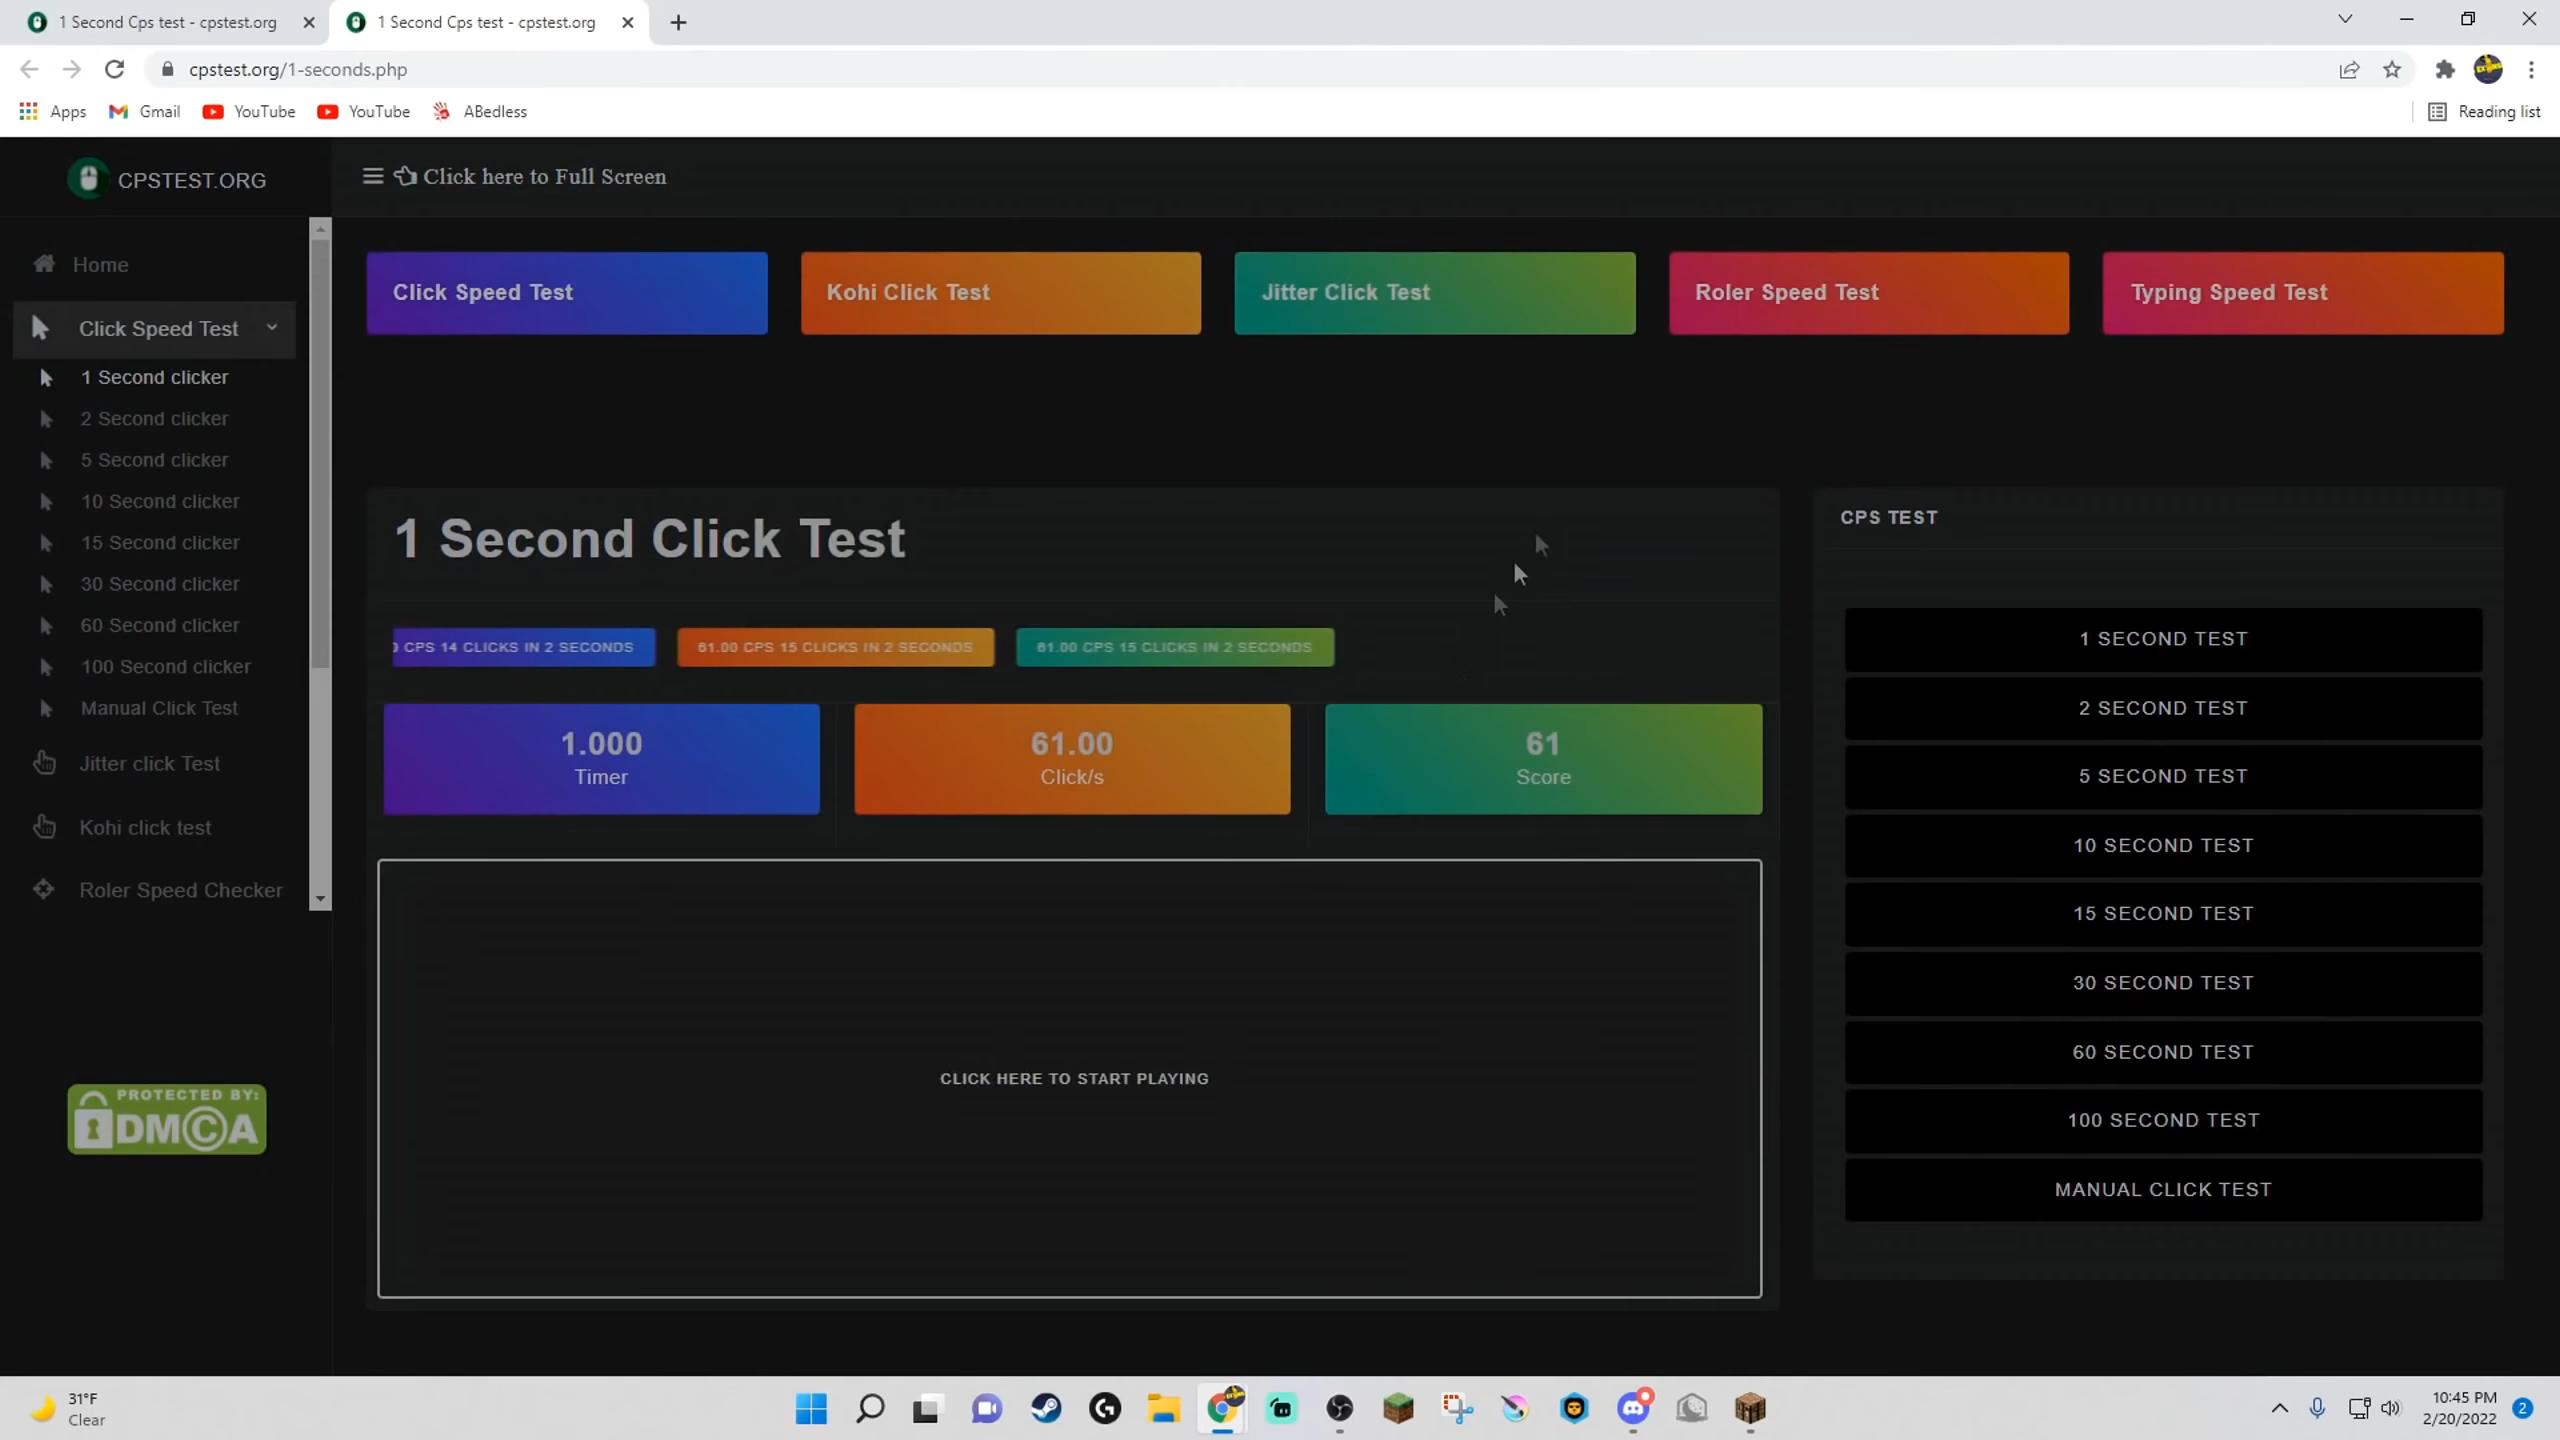 1 Second Cps test - cpstest.org
1 Second Cps test - cpstest.org
cpstest.org/1-seconds.php
Apps
Gmail
YouTube
YouTube
ABedless
Reading list
CPSTEST.ORG
Click here to Full Screen
Home
Click Speed Test
1 Second clicker
2 Second clicker
5 Second clicker
10 Second clicker
15 Second clicker
30 Second clicker
60 Second clicker
100 Second clicker
Manual Click Test
Jitter click Test
Kohi click test
Roler Speed Checker
PROTECTED BY:
DMCA
Click Speed Test
Kohi Click Test
Jitter Click Test
Roler Speed Test
Typing Speed Test
1 Second Click Test
CPS 14 CLICKS IN 2 SECONDS
61.00 CPS 15 CLICKS IN 2 SECONDS
61.00 CPS 15 CLICKS IN 2 SECONDS
1.000
Timer
61.00
Click/s
61
Score
CLICK HERE TO START PLAYING
CPS TEST
1 SECOND TEST
2 SECOND TEST
5 SECOND TEST
10 SECOND TEST
15 SECOND TEST
30 SECOND TEST
60 SECOND TEST
100 SECOND TEST
MANUAL CLICK TEST
31°F
Clear
10:45 PM
2/20/2022
2